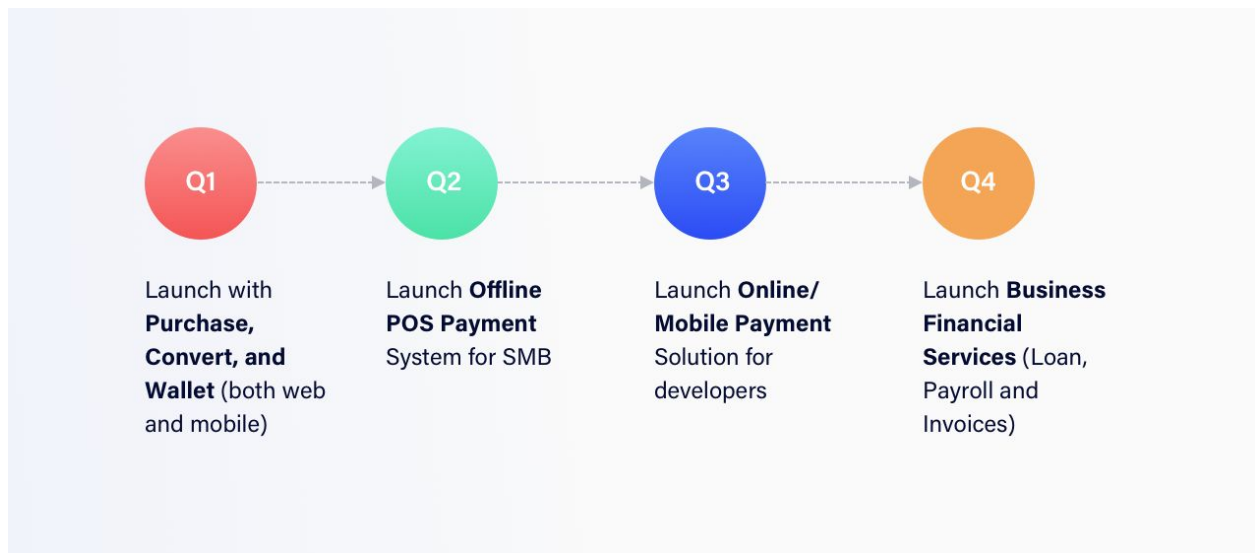 Q1
Launch with
Purchase,
Convert, and
Wallet (both web
and mobile)
Q2
Launch Offline
POS Payment
System for SMB
Q3
Launch Online/
Mobile Payment
Solution for
developers
Q4
Launch Business
Financial
Services (Loan,
Payroll and
Invoices)